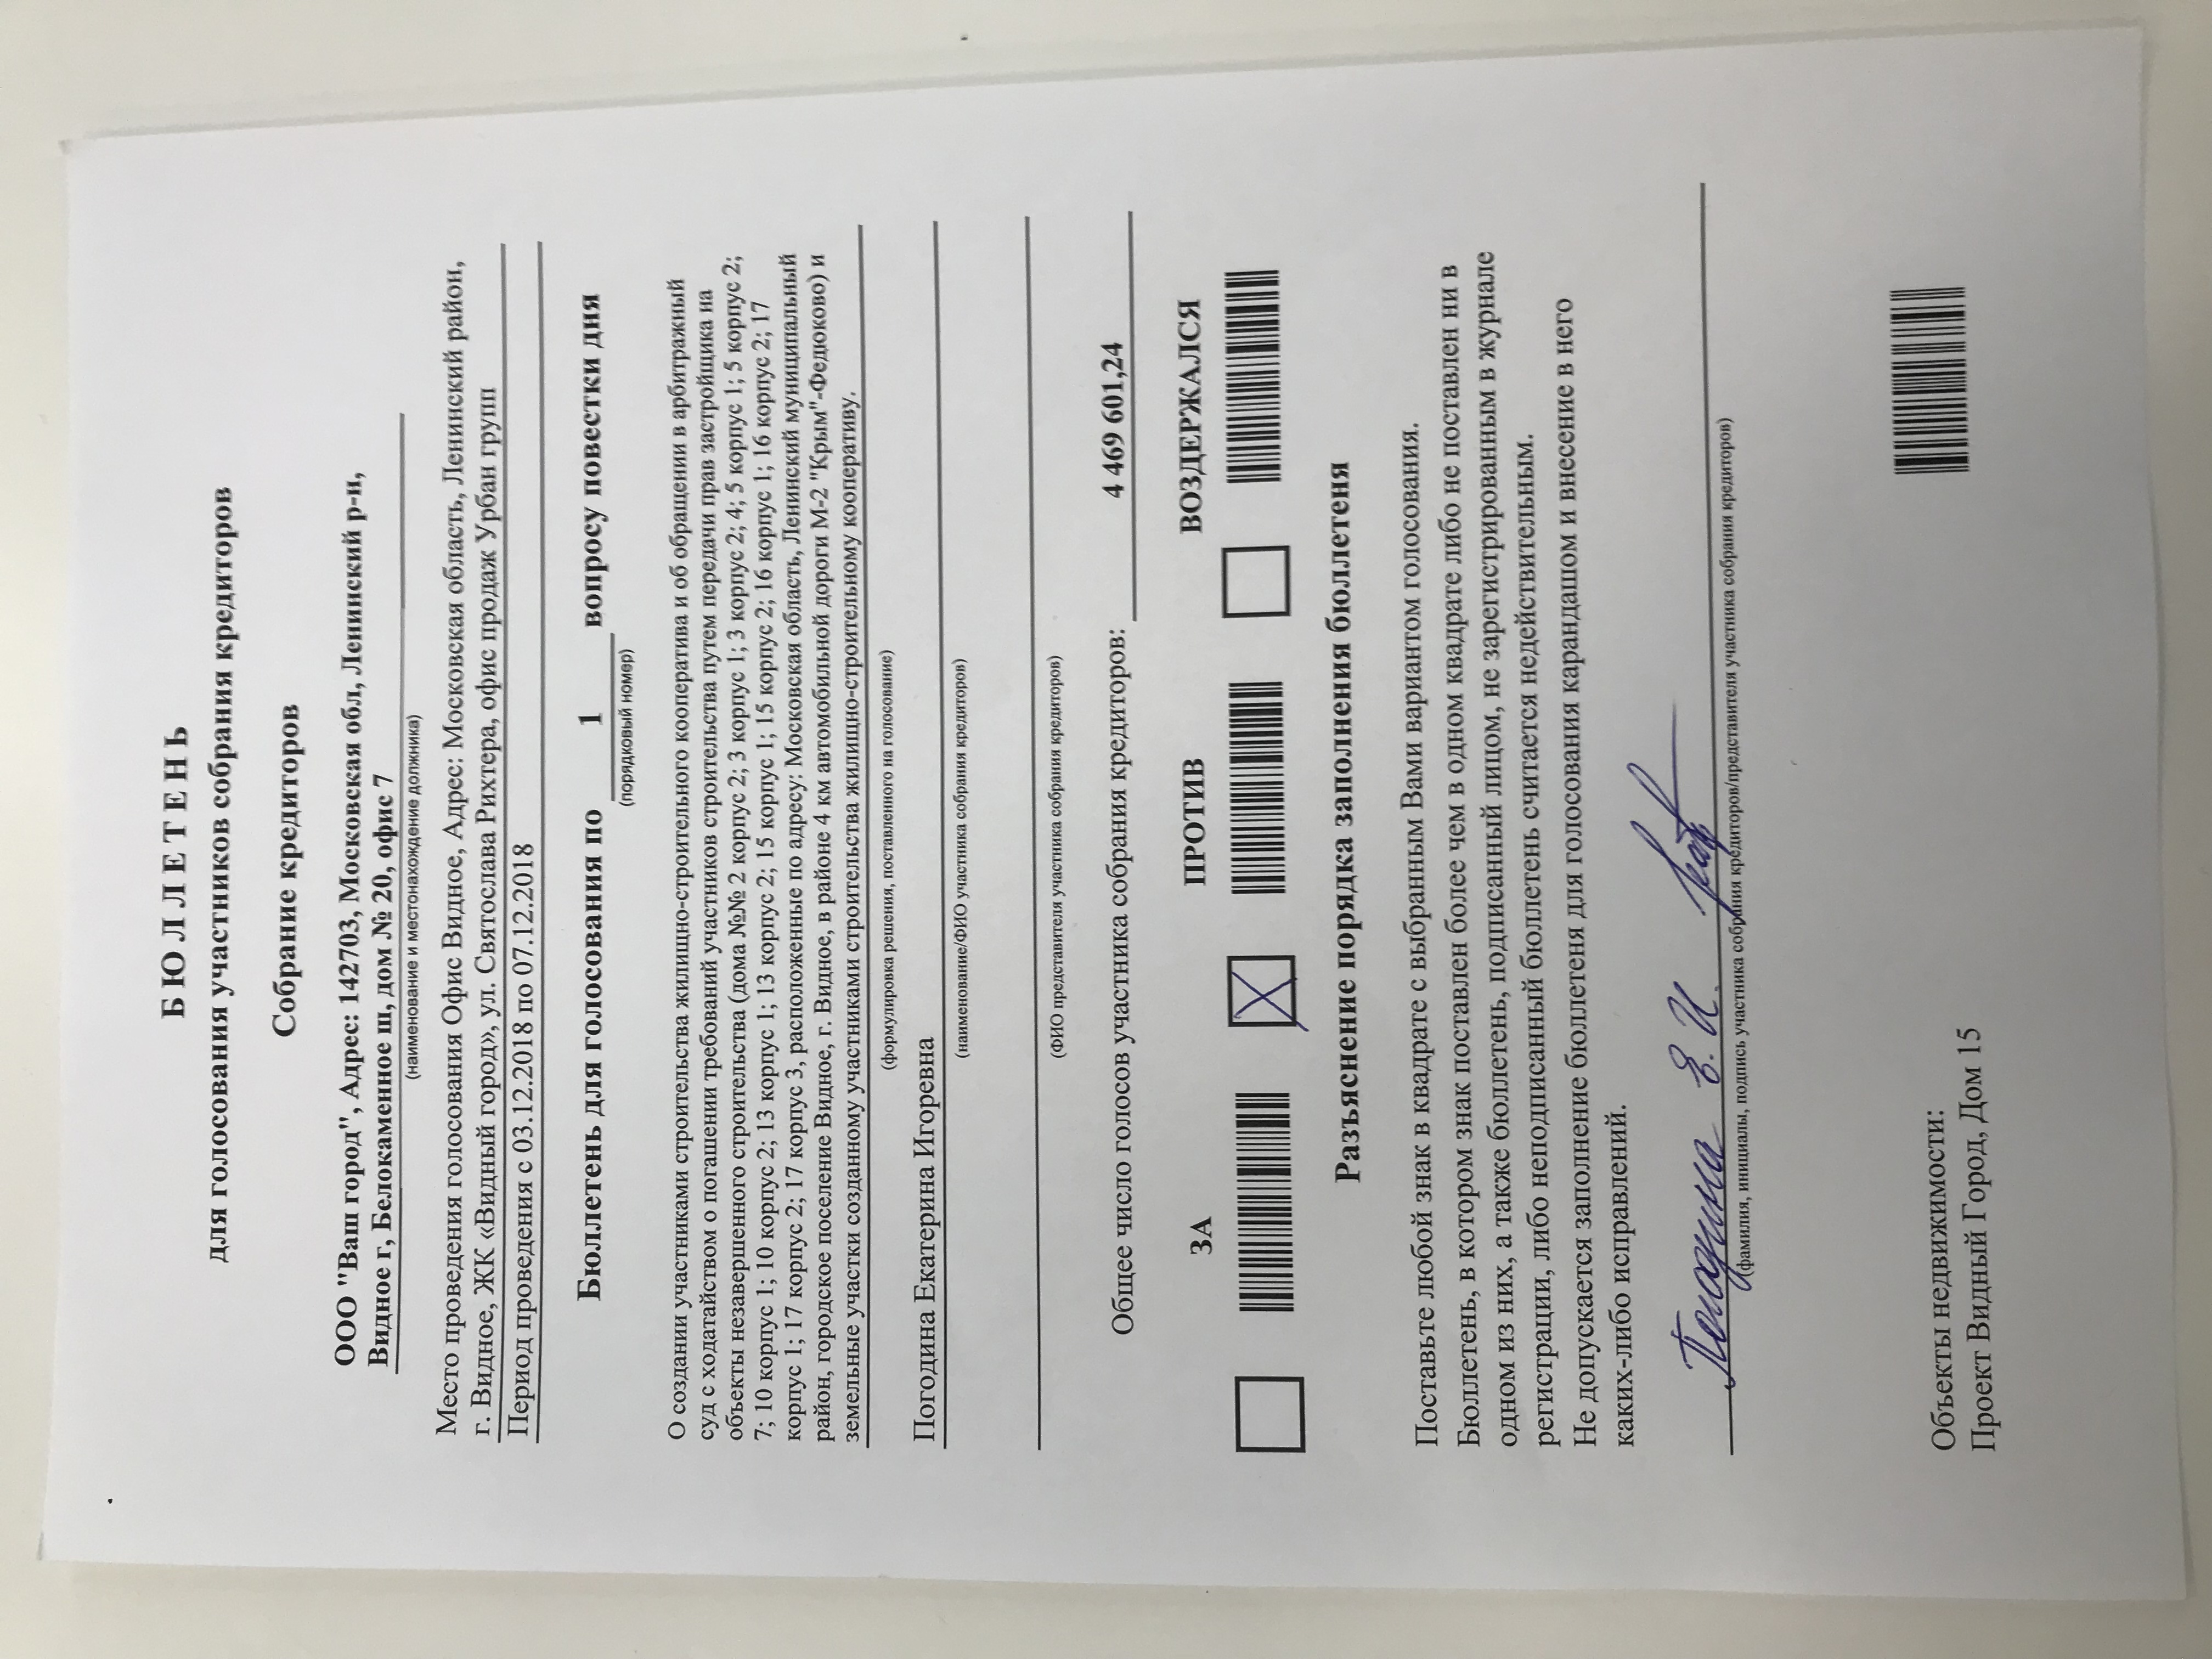 БЮЛЛЕТЕНЬ
для голосования участников собрания кредиторов
Собрание кредиторов
ООО "Ваш город", Адрес: 142703, Московская обл, Ленинский р-н,
Видное г, Белокаменное ш, дом № 20, офис 7
(наименование и местонахождение должника)
Место проведения голосования Офис Видное, Адрес: Московская область, Ленинский район,
г. Видное, ЖК «Видный город», ул. Святослава Рихтера, офис продаж Урбан групп
Период проведения с 03.12.2018 по 07.12.2018
Бюллетень для голосования по 1 вопросу повестки дня
(порядковый номер)
О создании участниками строительства жилищно-строительного кооператива и об обращении в арбитражный
суд с ходатайством о погашении требований участников строительства путем передачи прав застройщика на
объекты незавершенного строительства (дома №№ 2 корпус 2; 3 корпус 1; 3 корпус 2; 4; 5 корпус 1; 5 корпус 2;
7; 10 корпус 1; 10 корпус 2; 13 корпус 1; 13 корпус 2; 15 корпус 1; 15 корпус 2; 16 корпус 1; 16 корпус 2; 17
корпус 1; 17 корпус 2; 17 корпус 3, расположенные по адресу: Московская область, Ленинский муниципальный
район, городское поселение Видное, г. Видное, в районе 4 км автомобильной дороги М-2 "Крым"-Федюково) и
земельные участки созданному участниками строительства жилищно-строительному кооперативу.
(формулировка решения, поставленного на голосование)
Погодина Екатерина Игоревна
(наименование/ФИО участника собрания кредиторов)
(ФИО представителя участника собрания кредиторов)
Общее число голосов участника собрания кредиторов: 4 469 601,24
ЗА ПРОТИВ ВОЗДЕРЖАЛСЯ
Разъяснение порядка заполнения бюллетеня
Поставьте любой знак в квадрате с выбранным Вами вариантом голосования.
Бюллетень, в котором знак поставлен более чем в одном квадрате либо не поставлен ни в
одном из них, а также бюллетень, подписанный лицом, не зарегистрированным в журнале
регистрации, либо неподписанный бюллетень считается недействительным.
Не допускается заполнение бюллетеня для голосования карандашом и внесение в него
каких-либо исправлений.
Погодина Е. И.
(фамилия, инициалы, подпись участника собрания кредиторов/представителя участника собрания кредиторов)
Объекты недвижимости:
Проект Видный Город, Дом 15